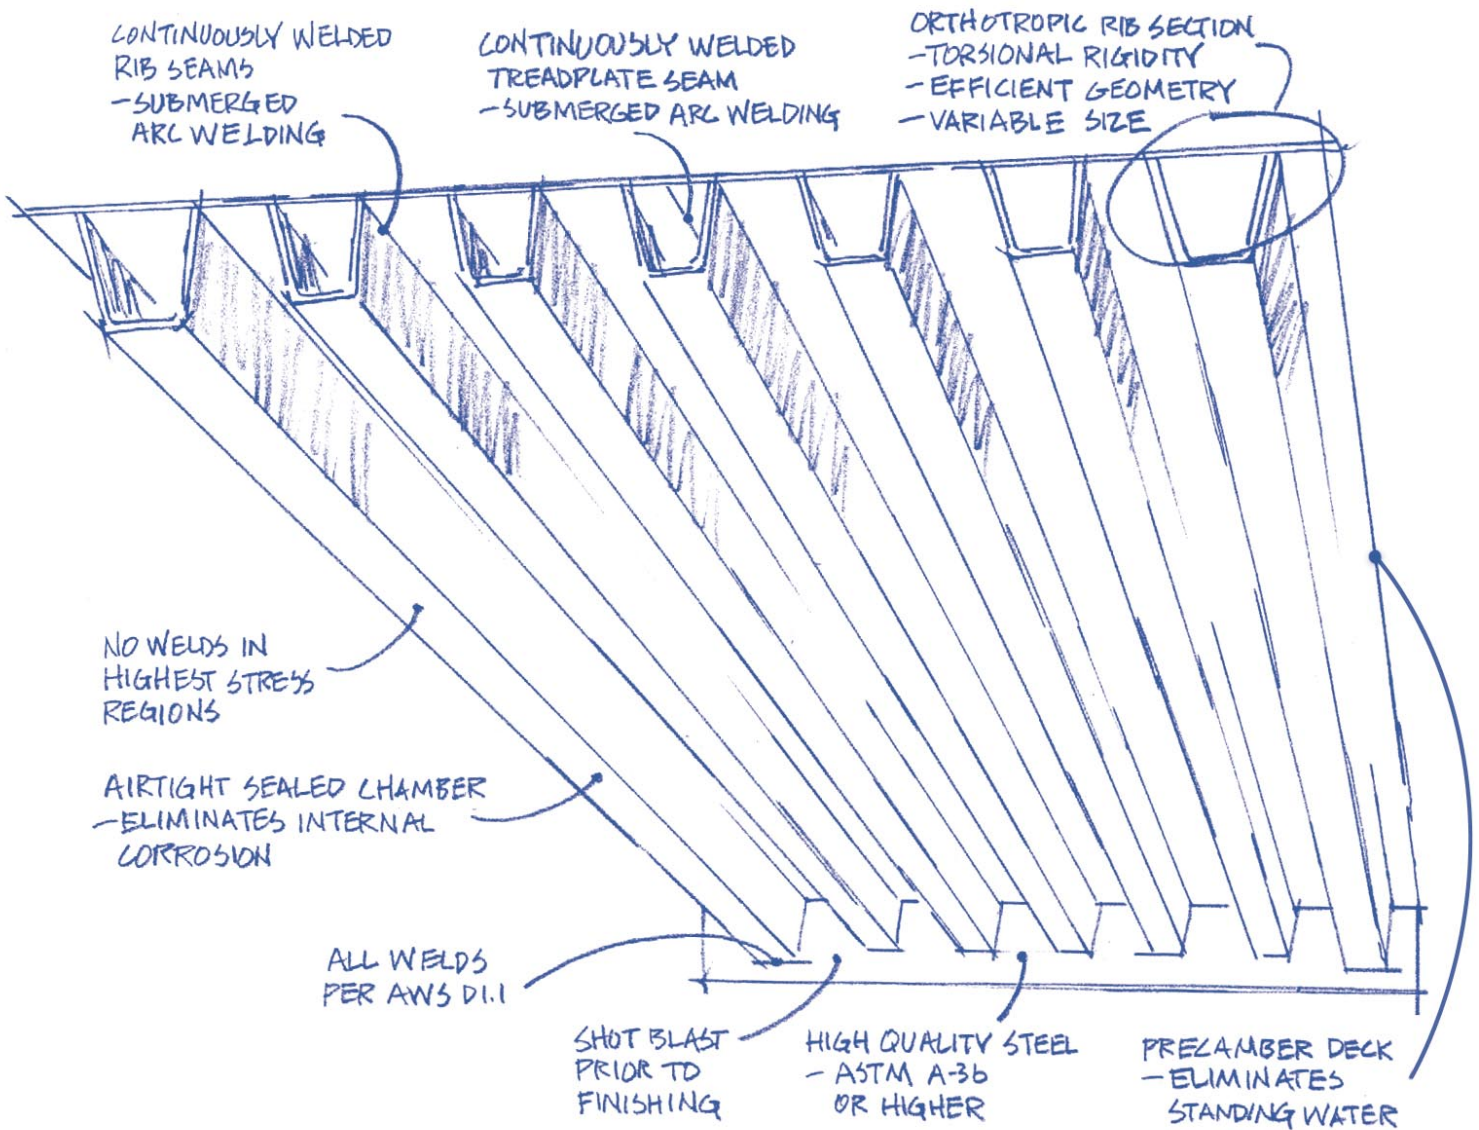 CONTINUOUSLY WELDED
RIB SEAMS
-SUBMERGED
ARC WELDING
CONTINUOUSLY WELDED
TREADPLATE SEAM
-SUBMERGED ARC WELDING
ORTHOTROPIC RIB SECTION
-TORSIONAL RIGIDITY
-EFFICIENT GEOMETRY
-VARIABLE SIZE
NO WELDS IN
HIGHEST STRESS
REGIONS
AIRTIGHT SEALED CHAMBER
-ELIMINATES INTERNAL
CORROSION
ALL WELDS
PER AWS D1.1
SHOT BLAST
PRIOR TO
FINISHING
HIGH QUALITY STEEL
- ASTM A-36
OR HIGHER
PRECAMBER DECK
-ELIMINATES
STANDING WATER